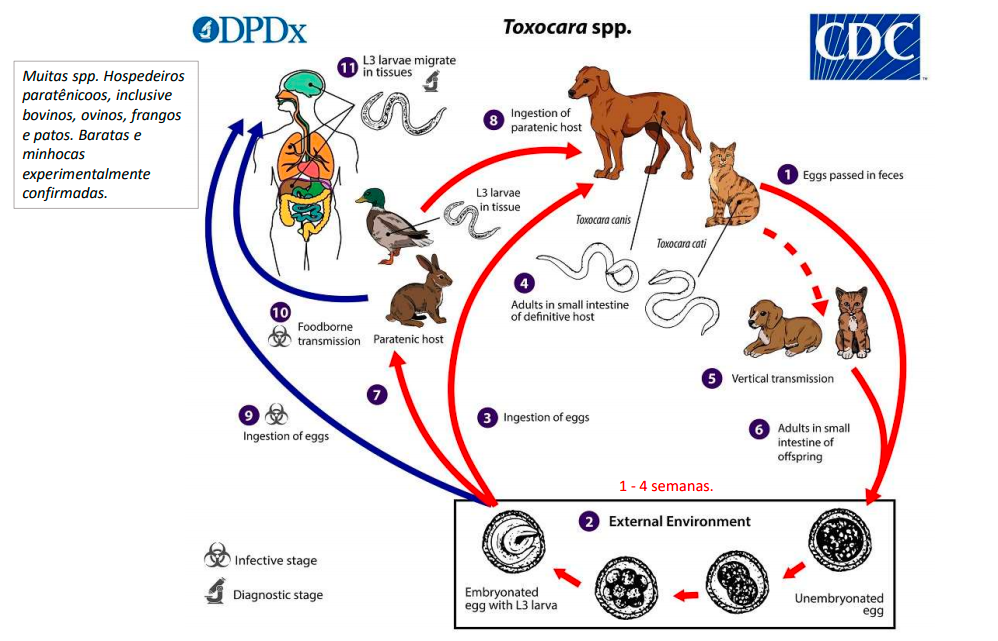 DPDx
Toxocara spp.
CDC
Muitas spp. Hospedeiros
paratênicoos, inclusive
bovinos, ovinos, frangos
e patos. Baratas e
minhocas
experimentalmente
confirmadas.
11 L3 larvae migrate
in tissues
8 Ingestion of
paratenic host
1 Eggs passed in feces
L3 larvae
in tissue
Toxocara canis
Toxocara cati
4
Adults in small intestine
of definitive host
10
Foodborne
transmission
Paratenic host
5 Vertical transmission
7
9
Ingestion of eggs
3 Ingestion of eggs
6 Adults in small
intestine of
offspring
1 - 4 semanas.
2 External Environment
Embryonated
egg with L3 larva
Unembryonated
egg
Infective stage
Diagnostic stage